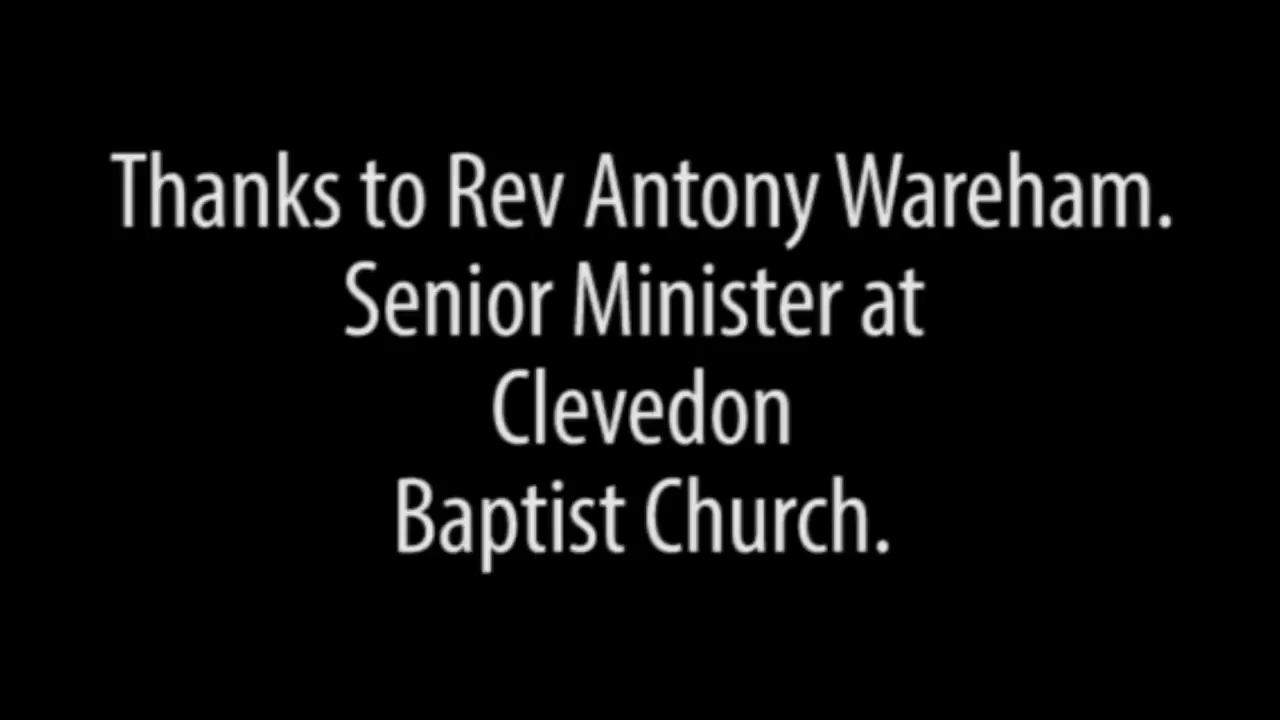 Thanks to Rev Antony Wareham.
Senior Minister at
Clevedon
Baptist Church.